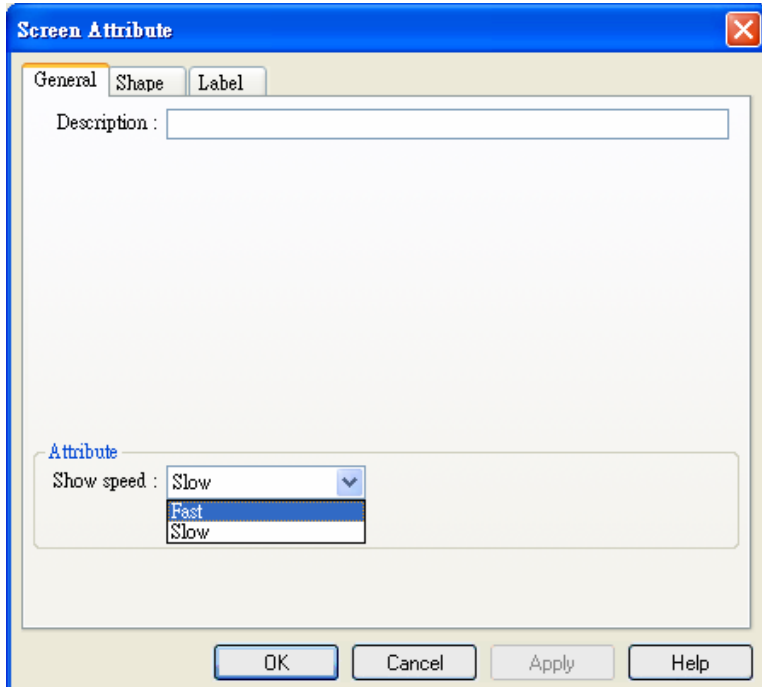 Screen Attribute
General Shape Label
Description :
Attribute
Show speed : Slow
Fast
Slow
OK Cancel Apply Help